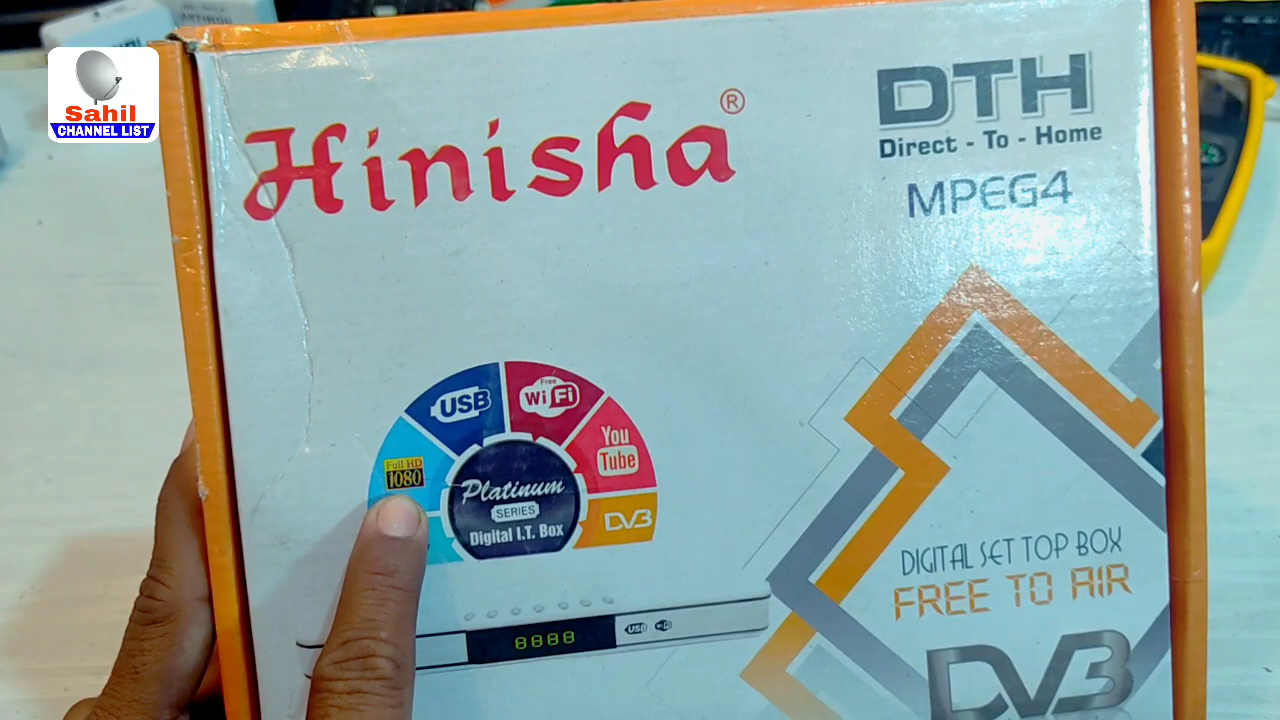 Sahil
CHANNEL LIST
Hinisha®
DTH
Direct - To - Home
MPEG4
USB
Free
WiFi
You
Tube
Full HD
1080
DVB
Platinum
SERIES
Digital I.T. Box
8888
USB
WiFi
DIGITAL SET TOP BOX
FREE TO AIR
DVB